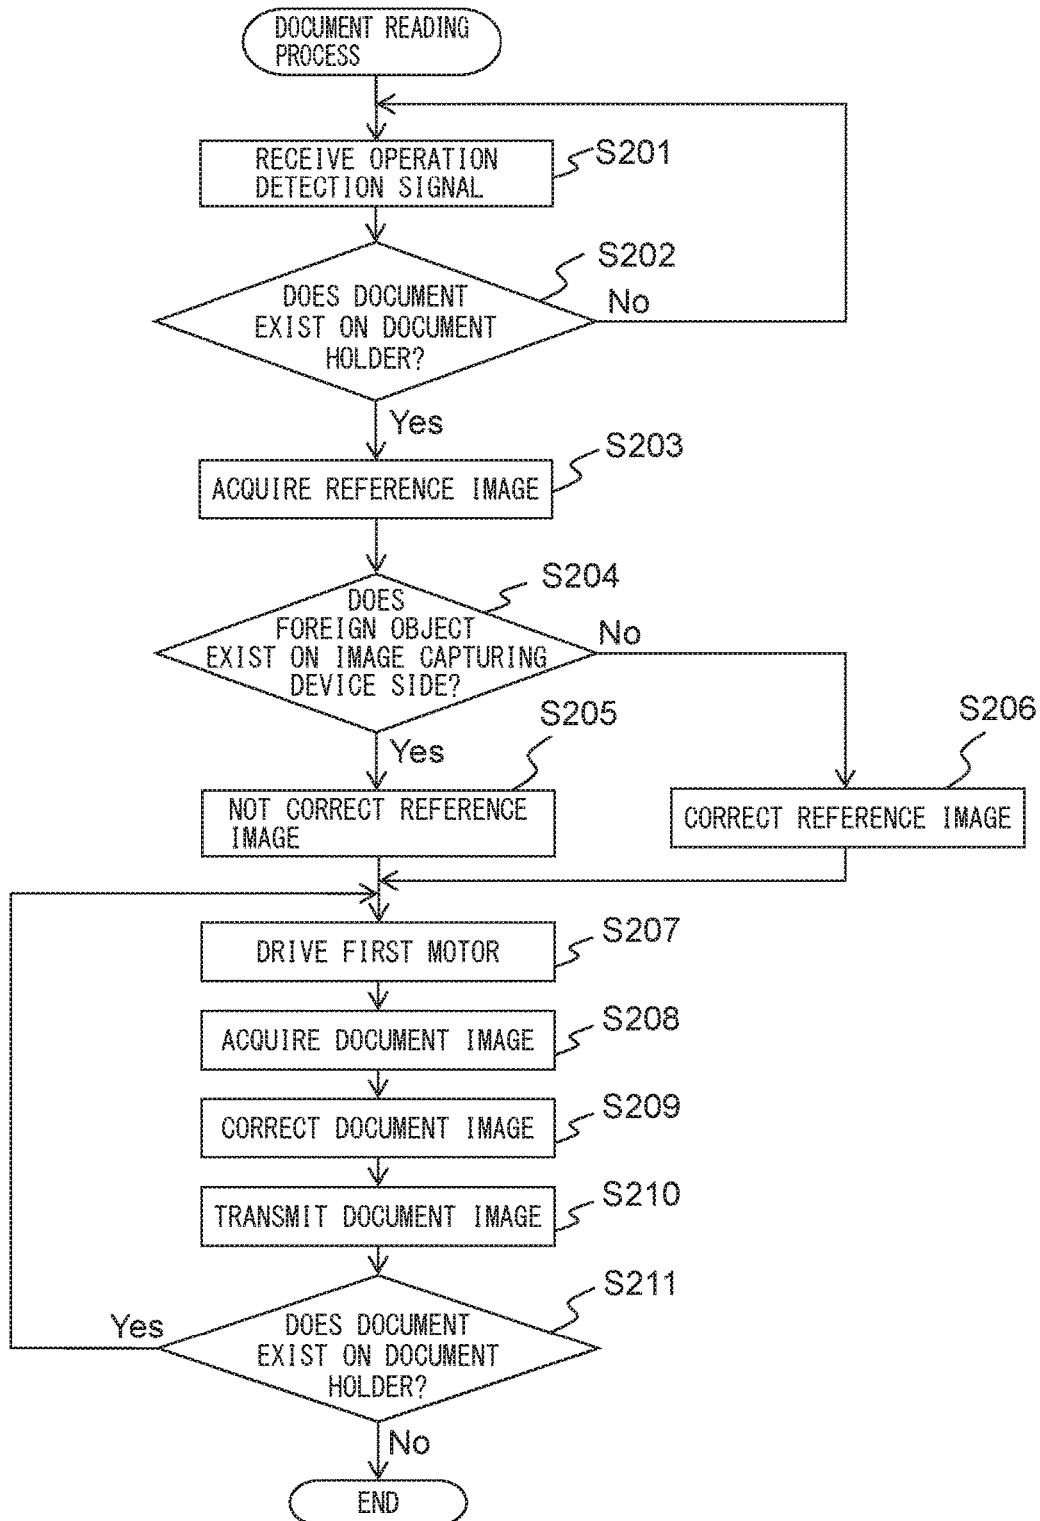 DOCUMENT READING
PROCESS
RECEIVE OPERATION
DETECTION SIGNAL
S201
DOES DOCUMENT
EXIST ON DOCUMENT
HOLDER?
S202
No
Yes
ACQUIRE REFERENCE IMAGE
S203
DOES
FOREIGN OBJECT
EXIST ON IMAGE CAPTURING
DEVICE SIDE?
S204
No
Yes
NOT CORRECT REFERENCE
IMAGE
S205
CORRECT REFERENCE IMAGE
S206
DRIVE FIRST MOTOR
S207
ACQUIRE DOCUMENT IMAGE
S208
CORRECT DOCUMENT IMAGE
S209
TRANSMIT DOCUMENT IMAGE
S210
DOES DOCUMENT
EXIST ON DOCUMENT
HOLDER?
S211
Yes
No
END